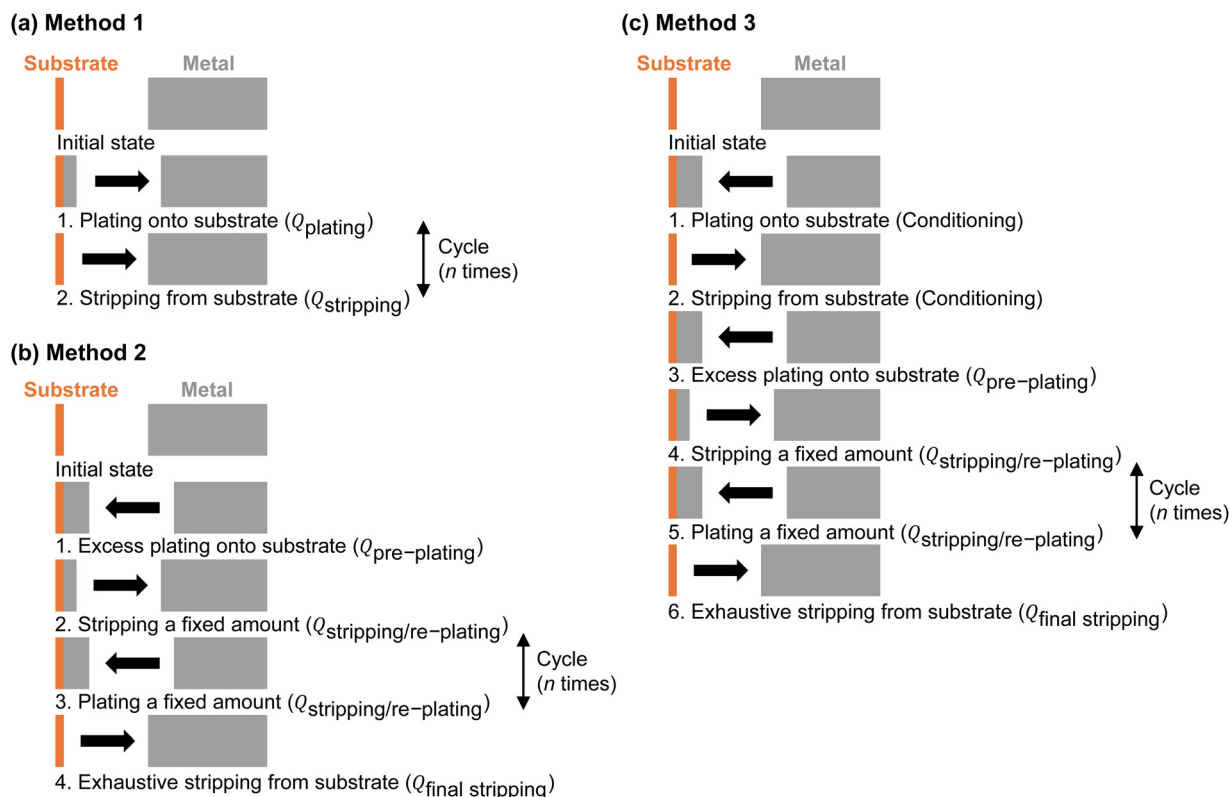 (a) Method 1
Substrate Metal
Initial state
1. Plating onto substrate (Qplating)
2. Stripping from substrate (Qstripping)
Cycle
(n times)
(b) Method 2
Substrate Metal
Initial state
1. Excess plating onto substrate (Qpre−plating)
2. Stripping a fixed amount (Qstripping/re−plating)
3. Plating a fixed amount (Qstripping/re−plating)
Cycle
(n times)
4. Exhaustive stripping from substrate (Qfinal stripping)
(c) Method 3
Substrate Metal
Initial state
1. Plating onto substrate (Conditioning)
2. Stripping from substrate (Conditioning)
3. Excess plating onto substrate (Qpre−plating)
4. Stripping a fixed amount (Qstripping/re−plating)
5. Plating a fixed amount (Qstripping/re−plating)
Cycle
(n times)
6. Exhaustive stripping from substrate (Qfinal stripping)